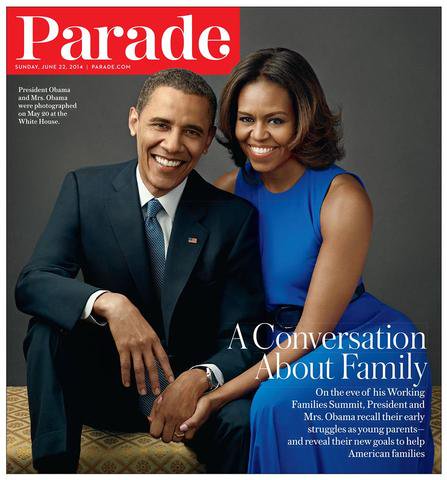 Parade
SUNDAY, JUNE 22, 2014 | PARADE.COM
President Obama
and Mrs. Obama
were photographed
on May 20 at the
White House.
A Conversation
About Family
On the eve of his Working
Families Summit, President and
Mrs. Obama recall their early
struggles as young parents—
and reveal their new goals to help
American families